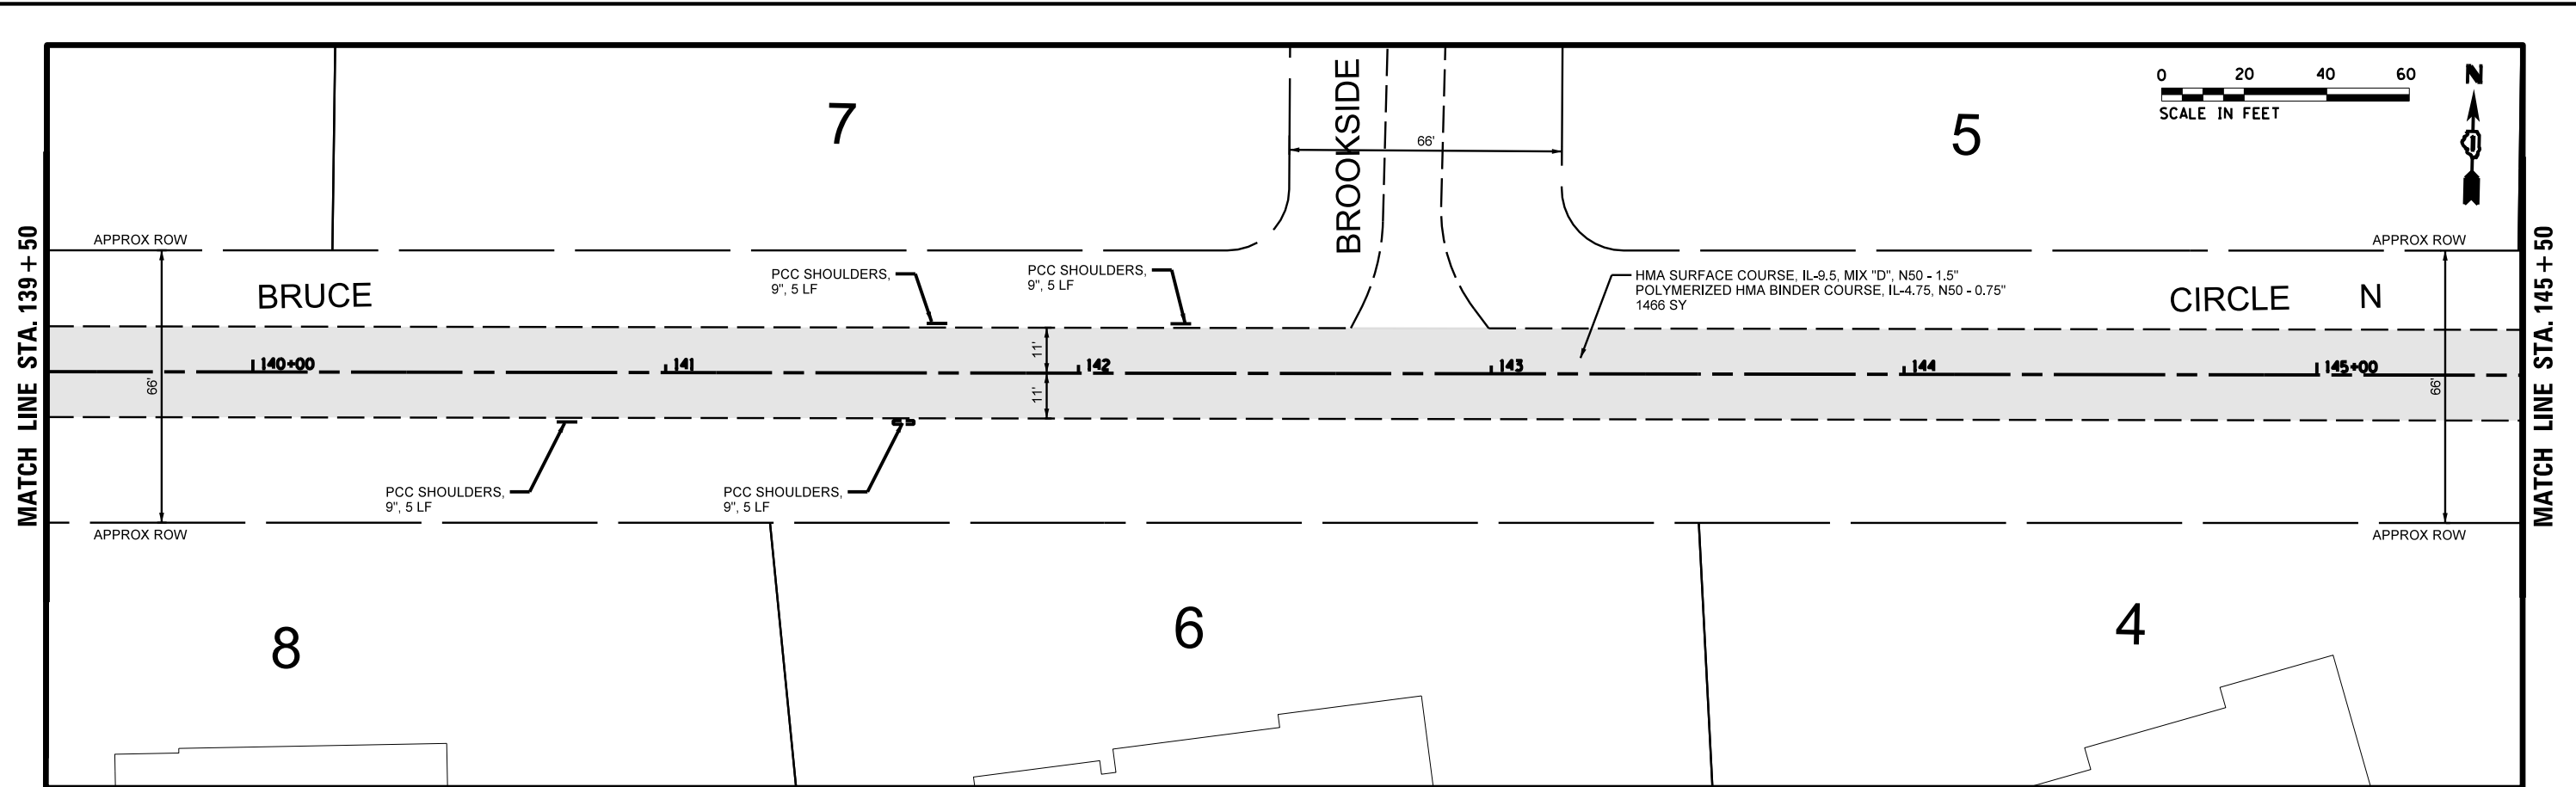 0 20 40 60
SCALE IN FEET
N
7
BROOKSIDE
66'
5
MATCH LINE STA. 139+50
APPROX ROW
APPROX ROW
MATCH LINE STA. 145+50
PCC SHOULDERS,
9", 5 LF
PCC SHOULDERS,
9", 5 LF
HMA SURFACE COURSE, IL-9.5, MIX "D", N50 - 1.5"
POLYMERIZED HMA BINDER COURSE, IL-4.75, N50 - 0.75"
1466 SY
BRUCE
CIRCLE N
11'
140+00 141 142 143 144 145+00
66'
11'
66'
PCC SHOULDERS,
9", 5 LF
PCC SHOULDERS,
9", 5 LF
APPROX ROW
APPROX ROW
8
6
4